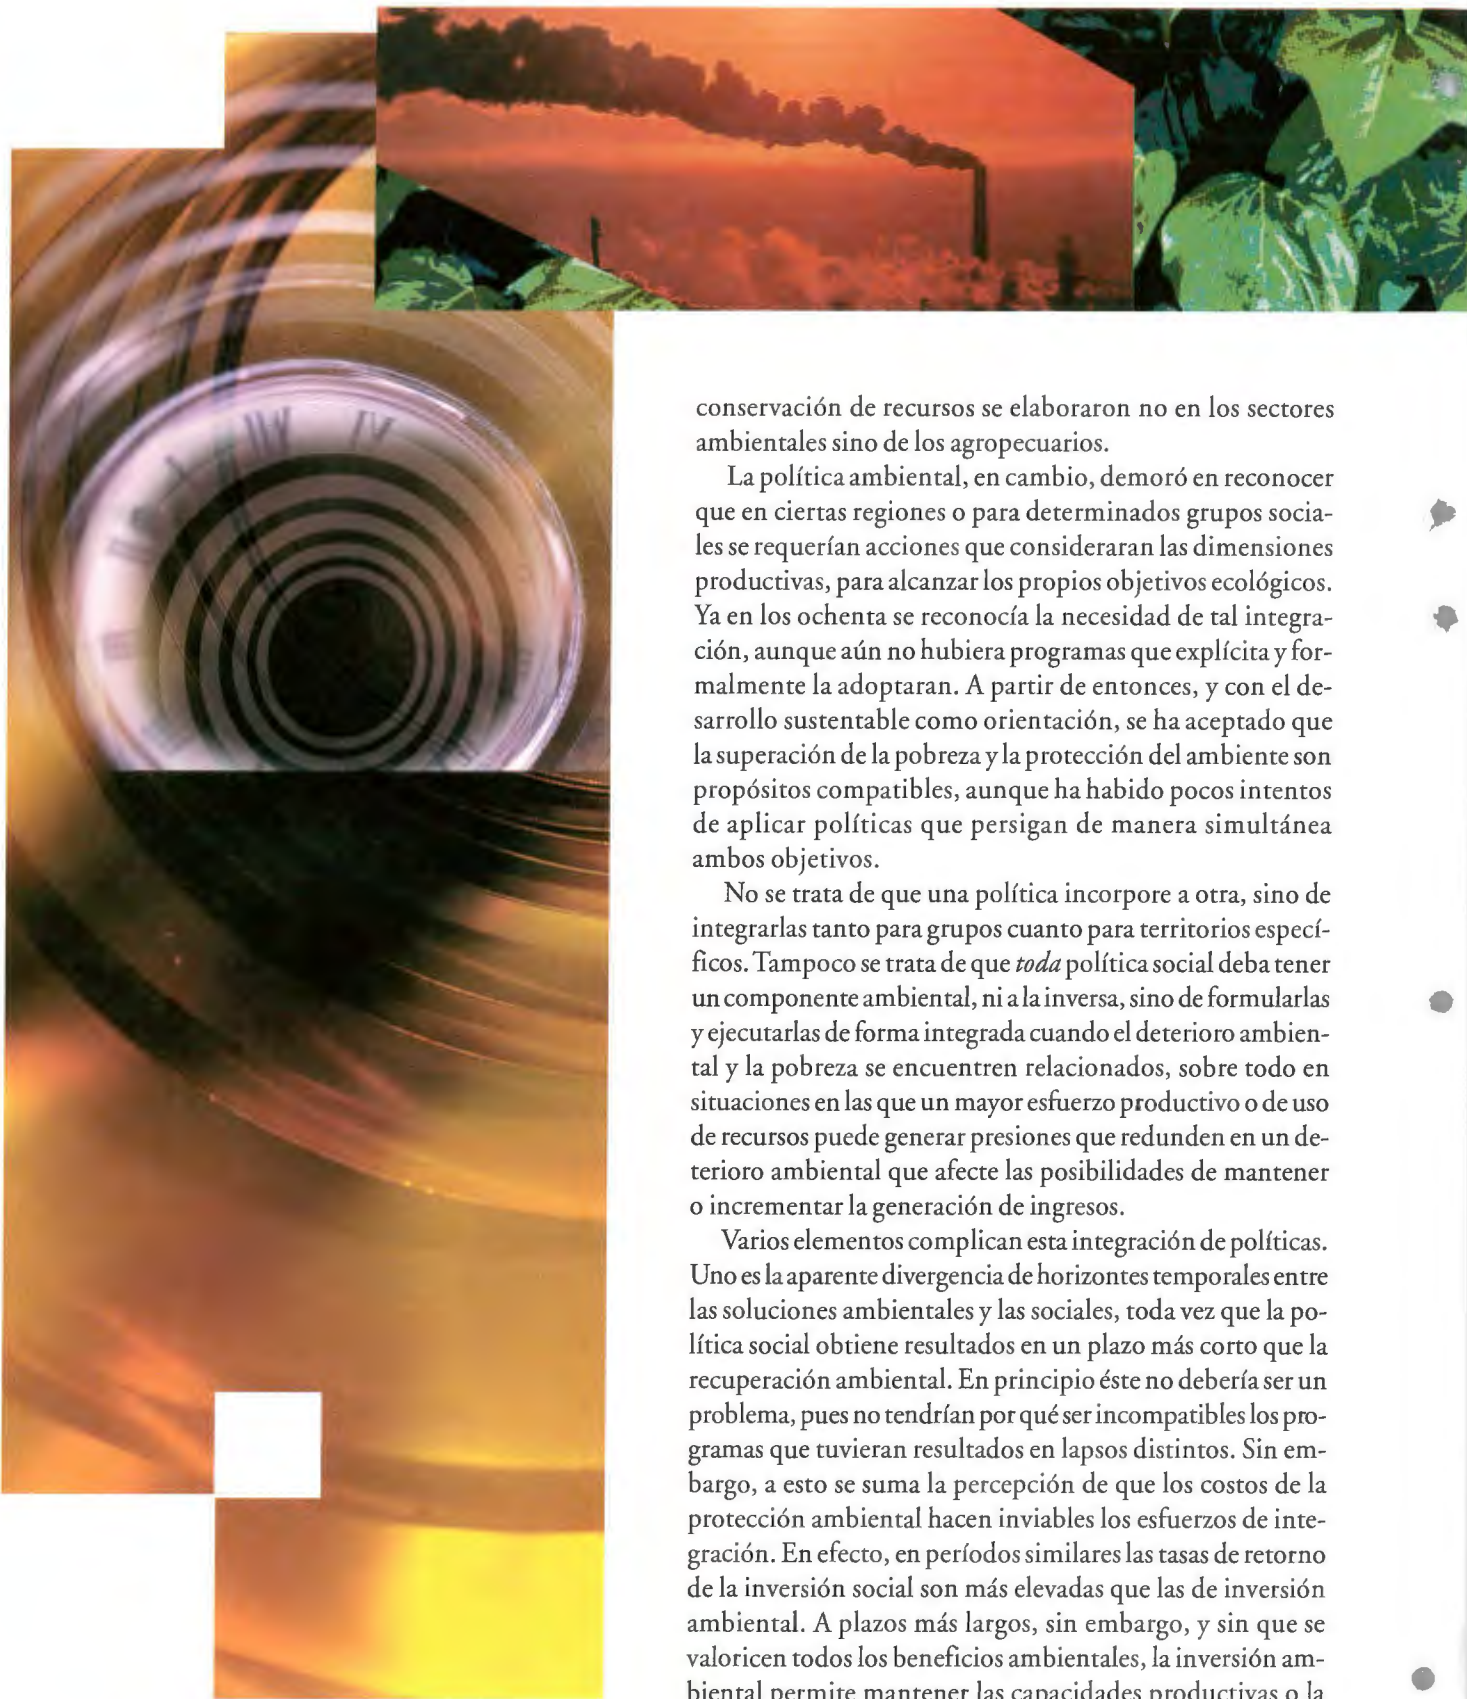 conservación de recursos se elaboraron no en los sectores
ambientales sino de los agropecuarios.
La política ambiental, en cambio, demoró en reconocer
que en ciertas regiones o para determinados grupos socia-
les se requerían acciones que consideraran las dimensiones
productivas, para alcanzar los propios objetivos ecológicos.
Ya en los ochenta se reconocía la necesidad de tal integra-
ción, aunque aún no hubiera programas que explícita y for-
malmente la adoptaran. A partir de entonces, y con el de-
sarrollo sustentable como orientación, se ha aceptado que
la superación de la pobreza y la protección del ambiente son
propósitos compatibles, aunque ha habido pocos intentos
de aplicar políticas que persigan de manera simultánea
ambos objetivos.
No se trata de que una política incorpore a otra, sino de
integrarlas tanto para grupos cuanto para territorios especí-
ficos. Tampoco se trata de que toda política social deba tener
un componente ambiental, ni a la inversa, sino de formularlas
y ejecutarlas de forma integrada cuando el deterioro ambien-
tal y la pobreza se encuentren relacionados, sobre todo en
situaciones en las que un mayor esfuerzo productivo o de uso
de recursos puede generar presiones que redunden en un de-
terioro ambiental que afecte las posibilidades de mantener
o incrementar la generación de ingresos.
Varios elementos complican esta integración de políticas.
Uno es la aparente divergencia de horizontes temporales entre
las soluciones ambientales y las sociales, toda vez que la po-
lítica social obtiene resultados en un plazo más corto que la
recuperación ambiental. En principio éste no debería ser un
problema, pues no tendrían por qué ser incompatibles los pro-
gramas que tuvieran resultados en lapsos distintos. Sin em-
bargo, a esto se suma la percepción de que los costos de la
protección ambiental hacen inviables los esfuerzos de inte-
gración. En efecto, en períodos similares las tasas de retorno
de la inversión social son más elevadas que las de inversión
ambiental. A plazos más largos, sin embargo, y sin que se
valoricen todos los beneficios ambientales, la inversión am-
biental permite mantener las capacidades productivas o la